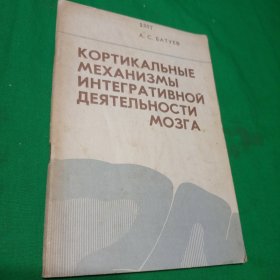 А. С. БАТУЕВ
КОРТИКАЛЬНЫЕ
МЕХАНИЗМЫ
ИНТЕГРАТИВНОЙ
ДЕЯТЕЛЬНОСТИ
МОЗГА